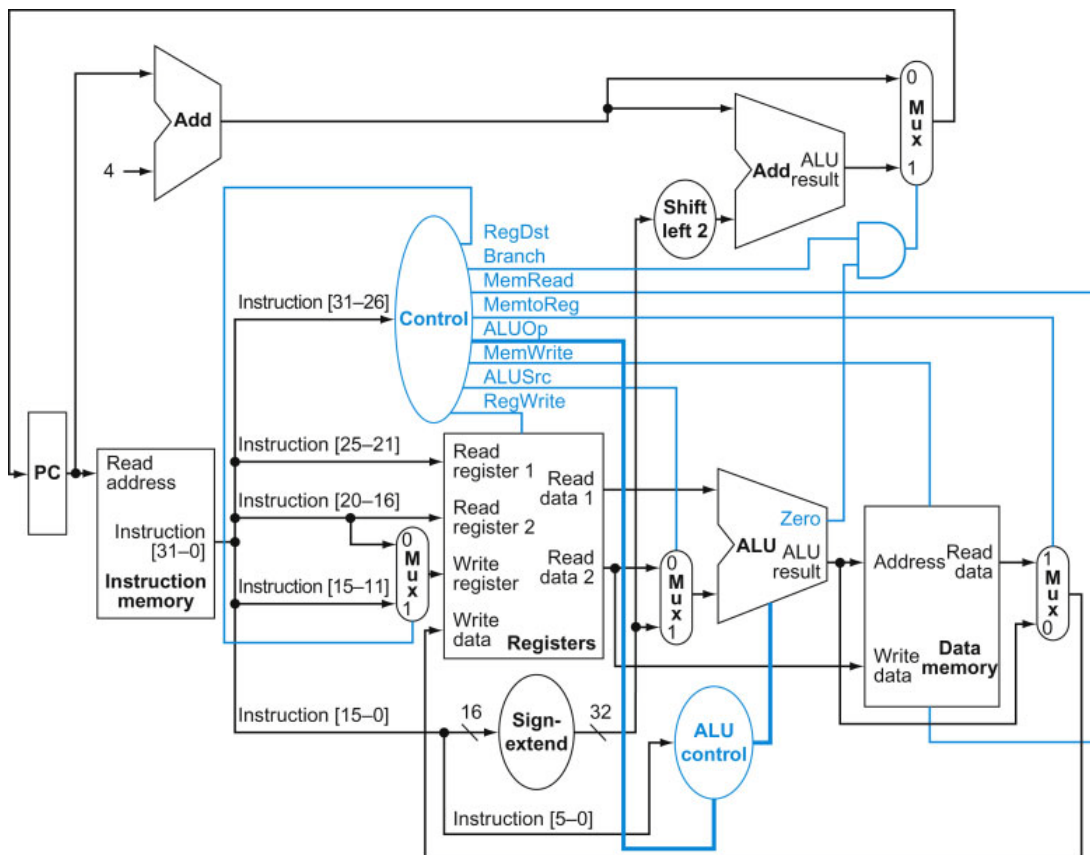 0
Mux
1
Add
4
Add
ALU
result
Shift
left 2
RegDst
Branch
MemRead
MemtoReg
ALUOp
MemWrite
ALUSrc
RegWrite
Control
Instruction [31–26]
Instruction [25–21]
Instruction [20–16]
Instruction [15–11]
Instruction [15–0]
PC
Read
address
Instruction
[31–0]
Instruction
memory
0
Mux
1
Read
register 1
Read
register 2
Write
register
Write
data
Read
data 1
Read
data 2
Registers
0
Mux
1
Zero
ALU
ALU
result
Address
Read
data
Write
data
Data
memory
1
Mux
0
16
Sign-
extend
32
ALU
control
Instruction [5–0]